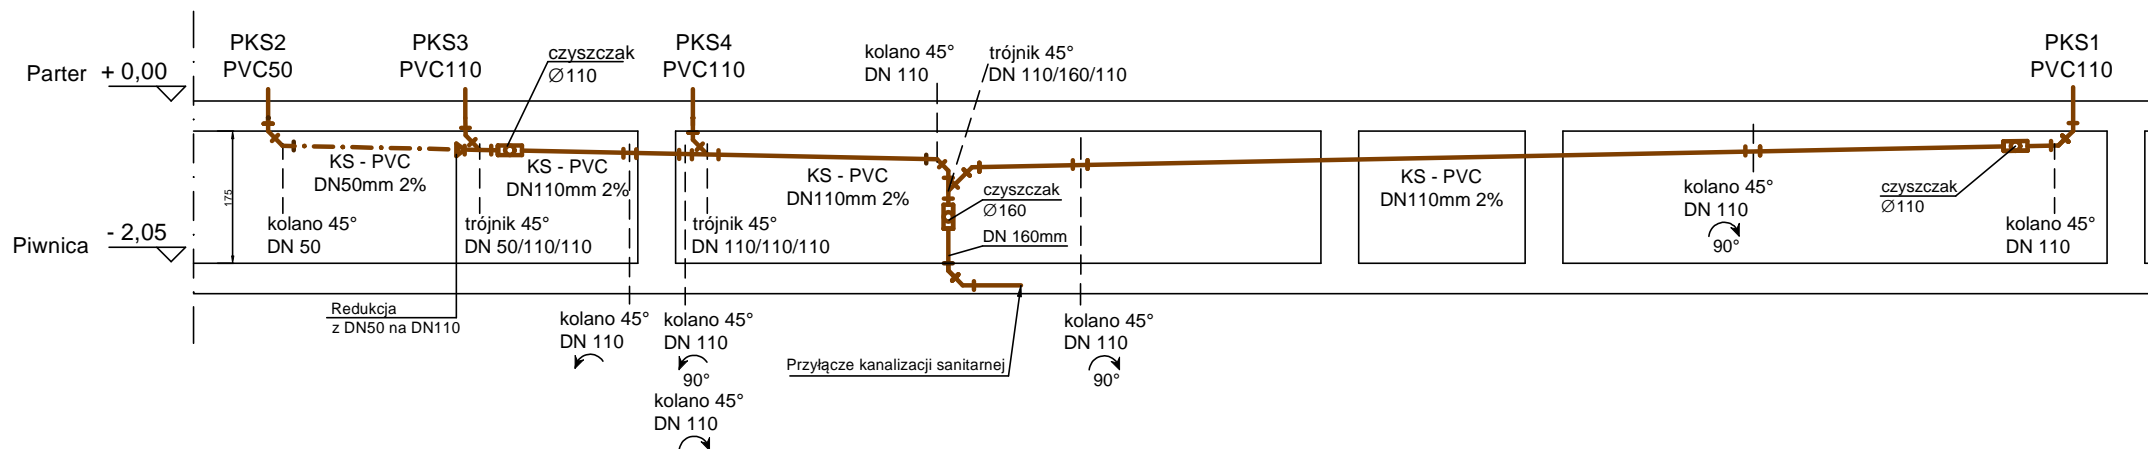 PKS2
PVC50
PKS3
PVC110
czyszczak
Ø110
PKS4
PVC110
kolano 45°
DN 110
trójnik 45°
DN 110/160/110
PKS1
PVC110
Parter + 0,00
KS - PVC
DN50mm 2%
KS - PVC
DN110mm 2%
KS - PVC
DN110mm 2%
KS - PVC
DN110mm 2%
175
czyszczak
Ø160
DN 160mm
kolano 45°
DN 110
90°
czyszczak
Ø110
kolano 45°
DN 110
Piwnica - 2,05
kolano 45°
DN 50
trójnik 45°
DN 50/110/110
trójnik 45°
DN 110/110/110
Redukcja
z DN50 na DN110
kolano 45°
DN 110
kolano 45°
DN 110
90°
kolano 45°
DN 110
Przyłącze kanalizacji sanitarnej
kolano 45°
DN 110
90°